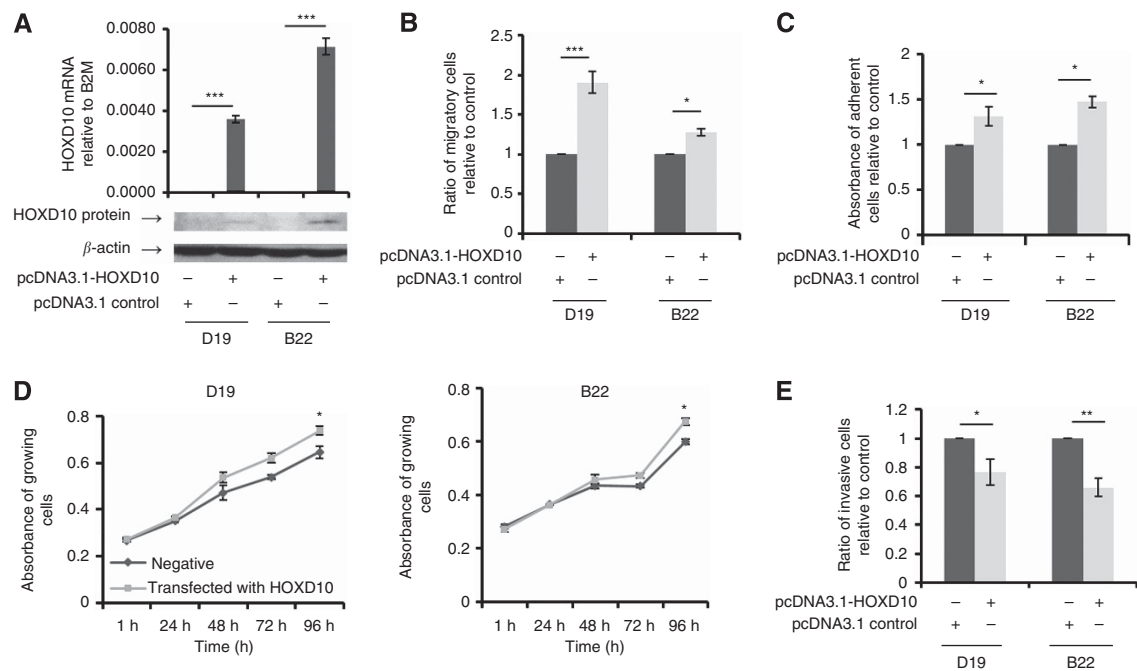 A
HOXD10 mRNA
relative to B2M
0.0080
0.0060
0.0040
0.0020
0.0000
***
***
HOXD10 protein →
β-actin →
pcDNA3.1-HOXD10 − + − +
pcDNA3.1 control + − + −
D19 B22
B
Ratio of migratory cells
relative to control
2.5
2
1.5
1
0.5
0
***
*
pcDNA3.1-HOXD10 − + − +
pcDNA3.1 control + − + −
D19 B22
C
Absorbance of adherent
cells relative to control
2
1.5
1
0.5
0
*
*
pcDNA3.1-HOXD10 − + − +
pcDNA3.1 control + − + −
D19 B22
D
D19
Absorbance of growing
cells
0.8
0.6
0.4
0.2
0
*
Negative
Transfected with HOXD10
1 h 24 h 48 h 72 h 96 h
Time (h)
B22
Absorbance of growing
cells
0.8
0.6
0.4
0.2
0
*
1 h 24 h 48 h 72 h 96 h
Time (h)
E
Ratio of invasive cells
relative to control
1.2
1
0.8
0.6
0.4
0.2
0
*
**
pcDNA3.1-HOXD10 − + − +
pcDNA3.1 control + − + −
D19 B22